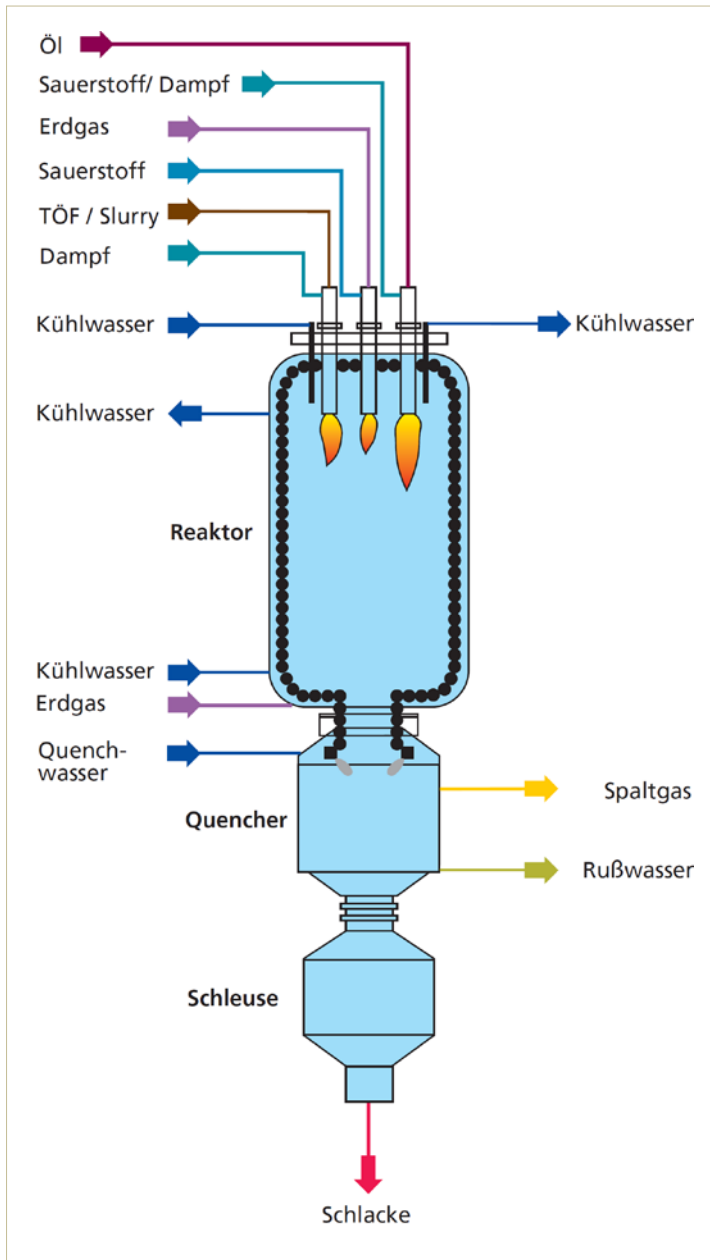 Öl
Sauerstoff/ Dampf
Erdgas
Sauerstoff
TÖF / Slurry
Dampf
Kühlwasser
Kühlwasser
Kühlwasser
Reaktor
Kühlwasser
Erdgas
Quench-
wasser
Spaltgas
Quencher
Rußwasser
Schleuse
Schlacke